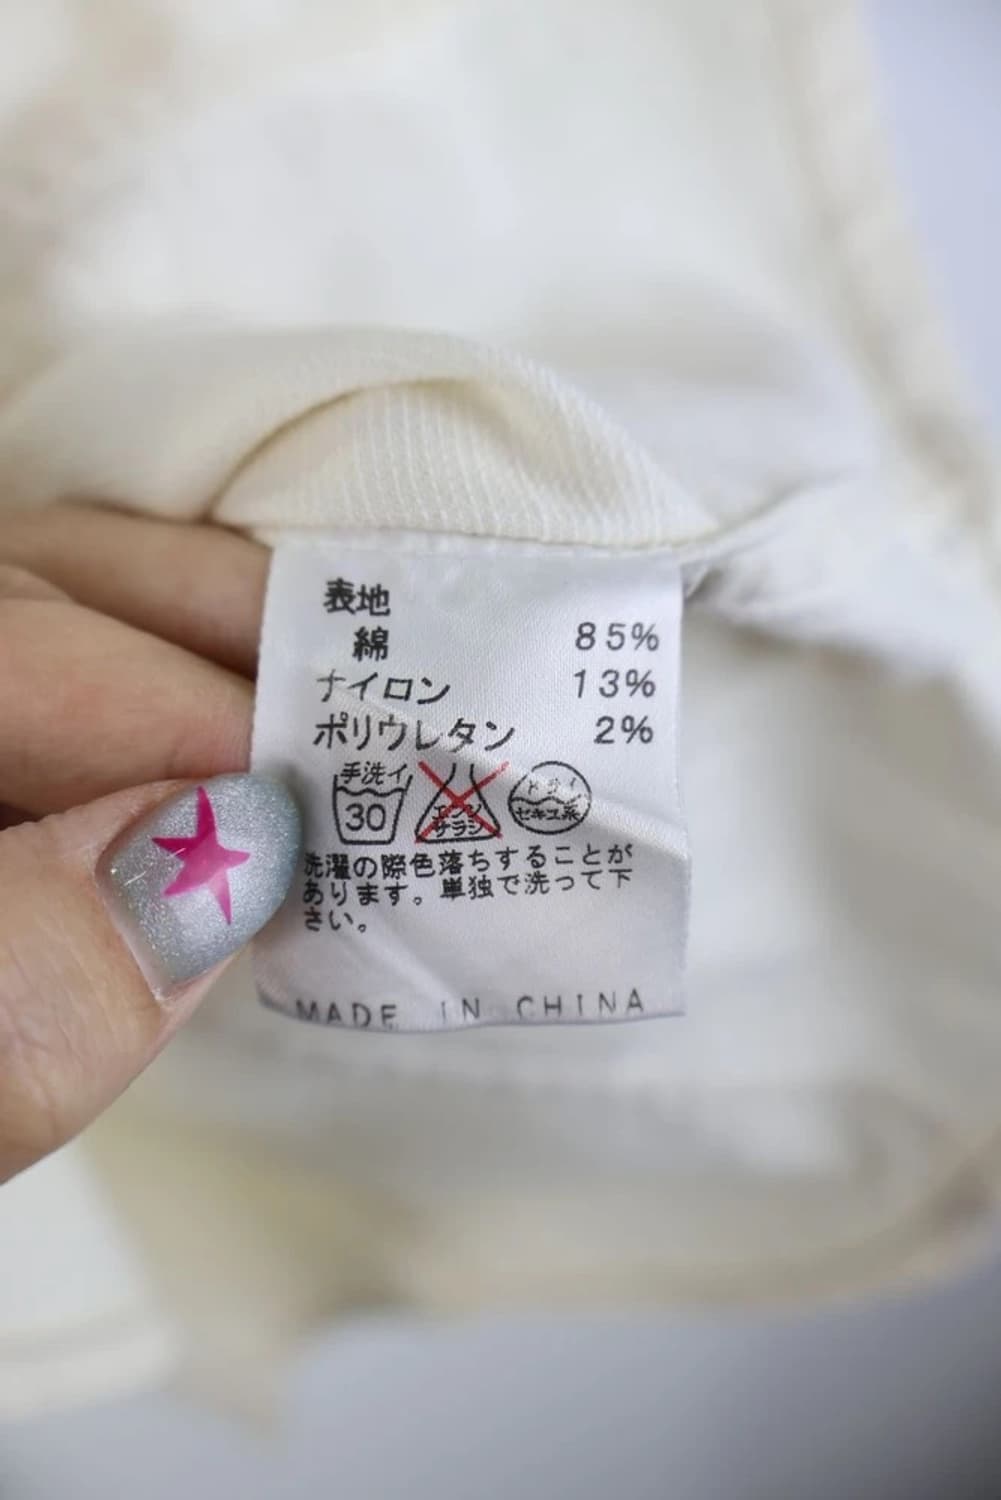 表地
綿 85%
ナイロン 13%
ポリウレタン 2%
手洗イ
30
エンソ
サラシ
ドライ
セキユ系
洗濯の際色落ちすることが
あります。単独で洗って下
さい。
MADE IN CHINA